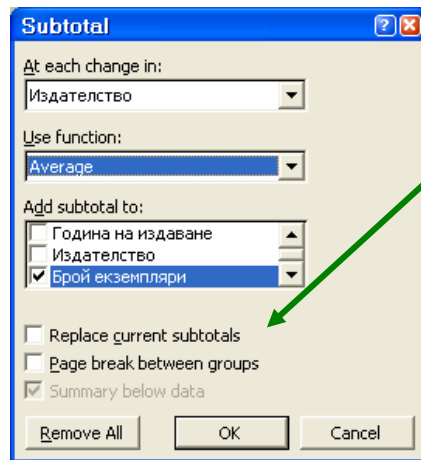 Subtotal
At each change in:
Издателство
Use function:
Average
Add subtotal to:
Година на издаване
Издателство
Брой екземпляри
Replace current subtotals
Page break between groups
Summary below data
Remove All
OK
Cancel